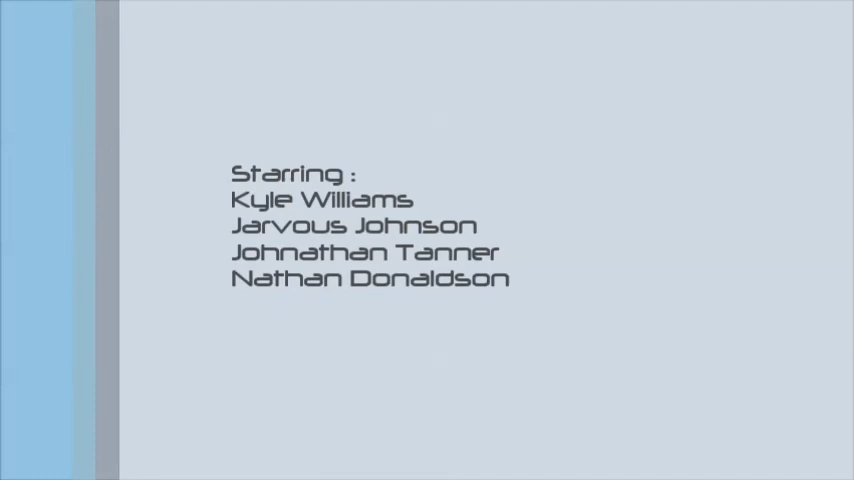 Starring :
Kyle Williams
Jarvous Johnson
Johnathan Tanner
Nathan Donaldson